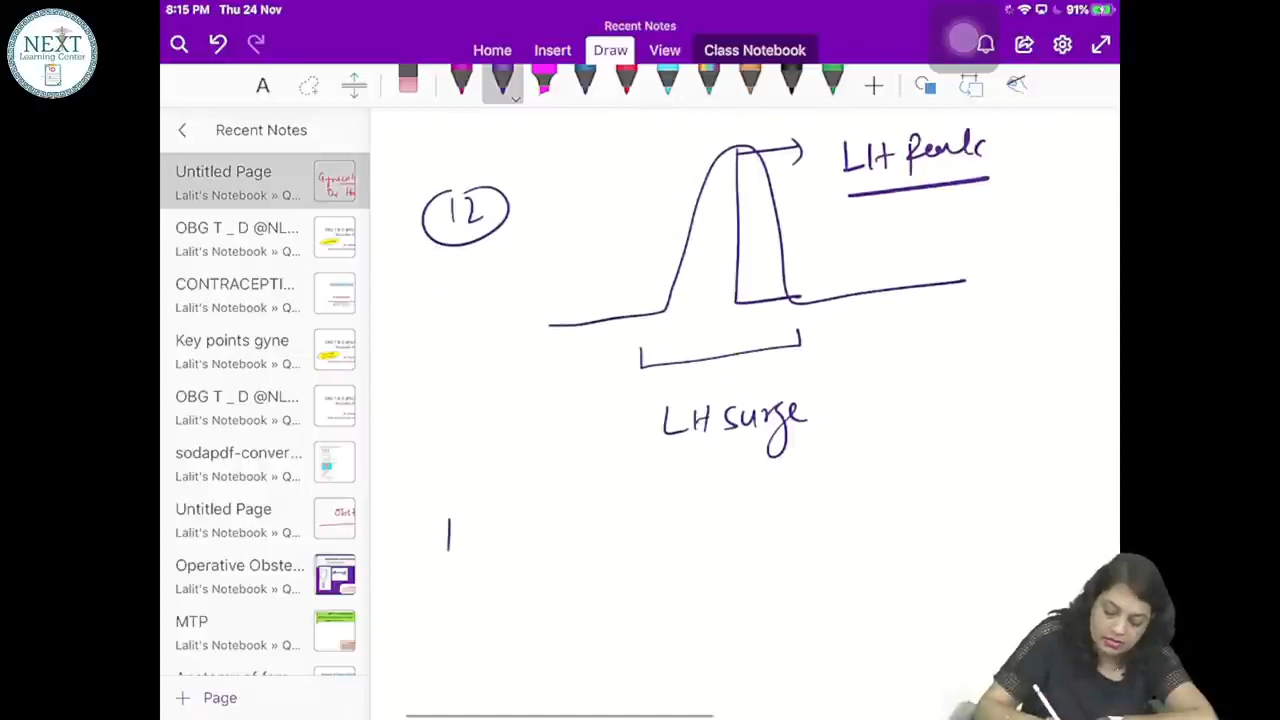 8:15 PM Thu 24 Nov
91%
NEXT
Learning Center
Recent Notes
Home Insert Draw View Class Notebook
A
Recent Notes
Untitled Page
Lalit's Notebook » Q...
OBG T _ D @NL...
Lalit's Notebook » Q...
CONTRACEPTI...
Lalit's Notebook » Q...
Key points gyne
Lalit's Notebook » Q...
OBG T _ D @NL...
Lalit's Notebook » Q...
sodapdf-conver...
Lalit's Notebook » Q...
Untitled Page
Lalit's Notebook » Q...
Operative Obste...
Lalit's Notebook » Q...
MTP
Lalit's Notebook » Q...
Page
12
LH Peak
LH surge